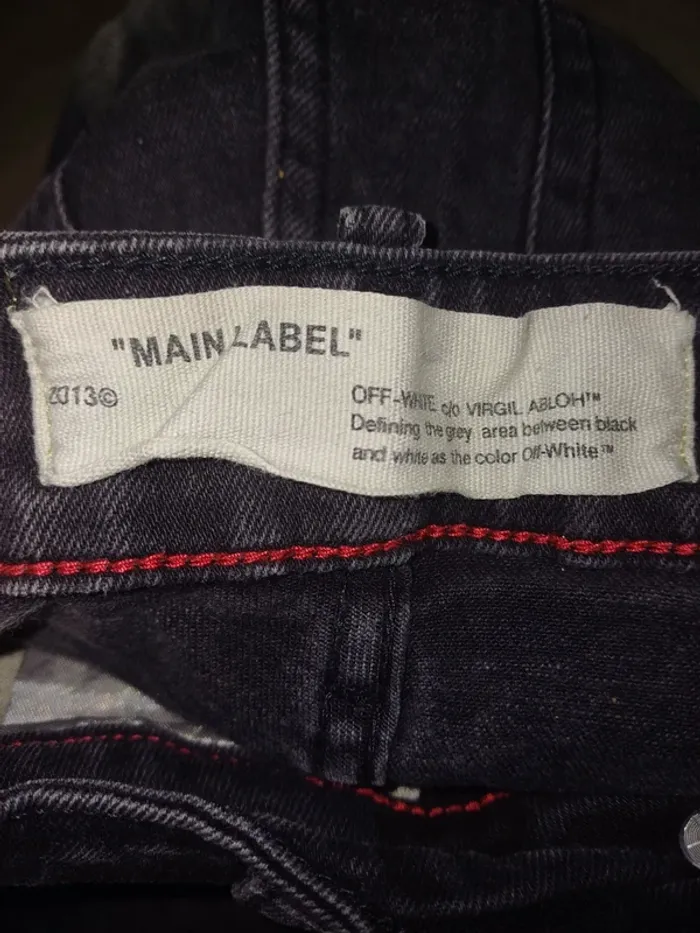 "MAIN LABEL"
2013©
OFF-WHITE c/o VIRGIL ABLOH™
Defining the grey area between black
and white as the color Off-White™